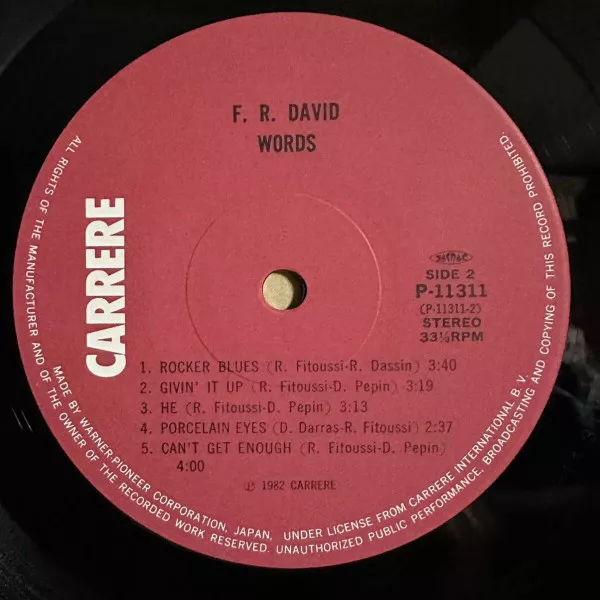 F. R. DAVID
WORDS
CARRERE
SIDE 2
P-11311
(P-11311-2)
STEREO
33⅓RPM
1. ROCKER BLUES (R. Fitoussi-R. Dassin) 3:40
2. GIVIN' IT UP (R. Fitoussi-D. Pepin) 3:19
3. HE (R. Fitoussi-D. Pepin) 3:13
4. PORCELAIN EYES (D. Darras-R. Fitoussi) 2:37
5. CAN'T GET ENOUGH (R. Fitoussi-D. Pepin)
4:00
Ⓟ 1982 CARRERE
ALL RIGHTS OF THE MANUFACTURER AND OF THE OWNER OF THE RECORDED WORK RESERVED. UNAUTHORIZED PUBLIC PERFORMANCE, BROADCASTING AND COPYING OF THIS RECORD PROHIBITED.
MADE BY WARNER-PIONEER CORPORATION, JAPAN, UNDER LICENSE FROM CARRERE INTERNATIONAL B. V.